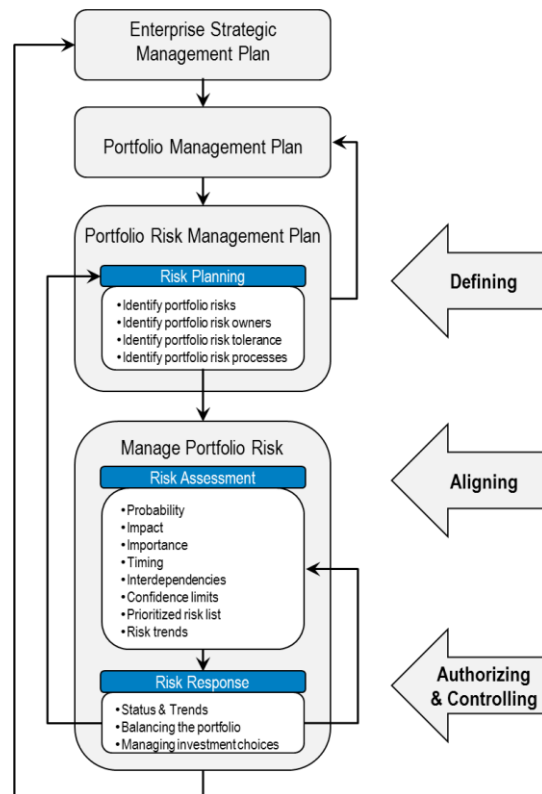 Enterprise Strategic
Management Plan
Portfolio Management Plan
Portfolio Risk Management Plan
Risk Planning
•Identify portfolio risks
•Identify portfolio risk owners
•Identify portfolio risk tolerance
•Identify portfolio risk processes
Defining
Manage Portfolio Risk
Risk Assessment
•Probability
•Impact
•Importance
•Timing
•Interdependencies
•Confidence limits
•Prioritized risk list
•Risk trends
Aligning
Risk Response
•Status & Trends
•Balancing the portfolio
•Managing investment choices
Authorizing
& Controlling